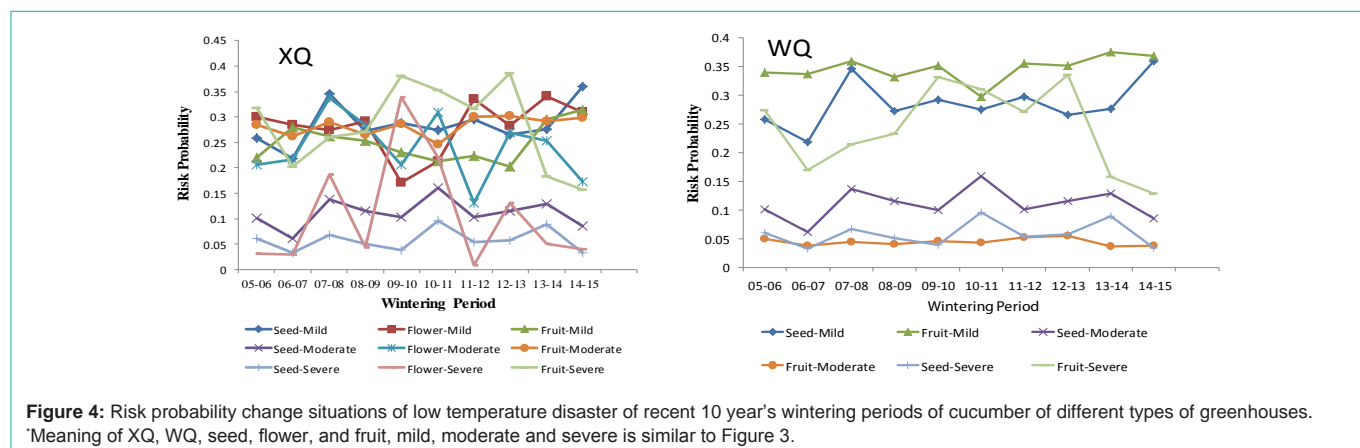 XQ
Risk Probability
0.45
0.4
0.35
0.3
0.25
0.2
0.15
0.1
0.05
0
05-06 06-07 07-08 08-09 09-10 10-11 11-12 12-13 13-14 14-15
Wintering Period
Seed-Mild Flower-Mild Fruit-Mild
Seed-Moderate Flower-Moderate Fruit-Moderate
Seed-Severe Flower-Severe Fruit-Severe
WQ
Risk Probability
0.4
0.35
0.3
0.25
0.2
0.15
0.1
0.05
0
05-06 06-07 07-08 08-09 09-10 10-11 11-12 12-13 13-14 14-15
Wintering Period
Seed-Mild Fruit-Mild Seed-Moderate
Fruit-Moderate Seed-Severe Fruit-Severe
Figure 4: Risk probability change situations of low temperature disaster of recent 10 year's wintering periods of cucumber of different types of greenhouses.
*Meaning of XQ, WQ, seed, flower, and fruit, mild, moderate and severe is similar to Figure 3.